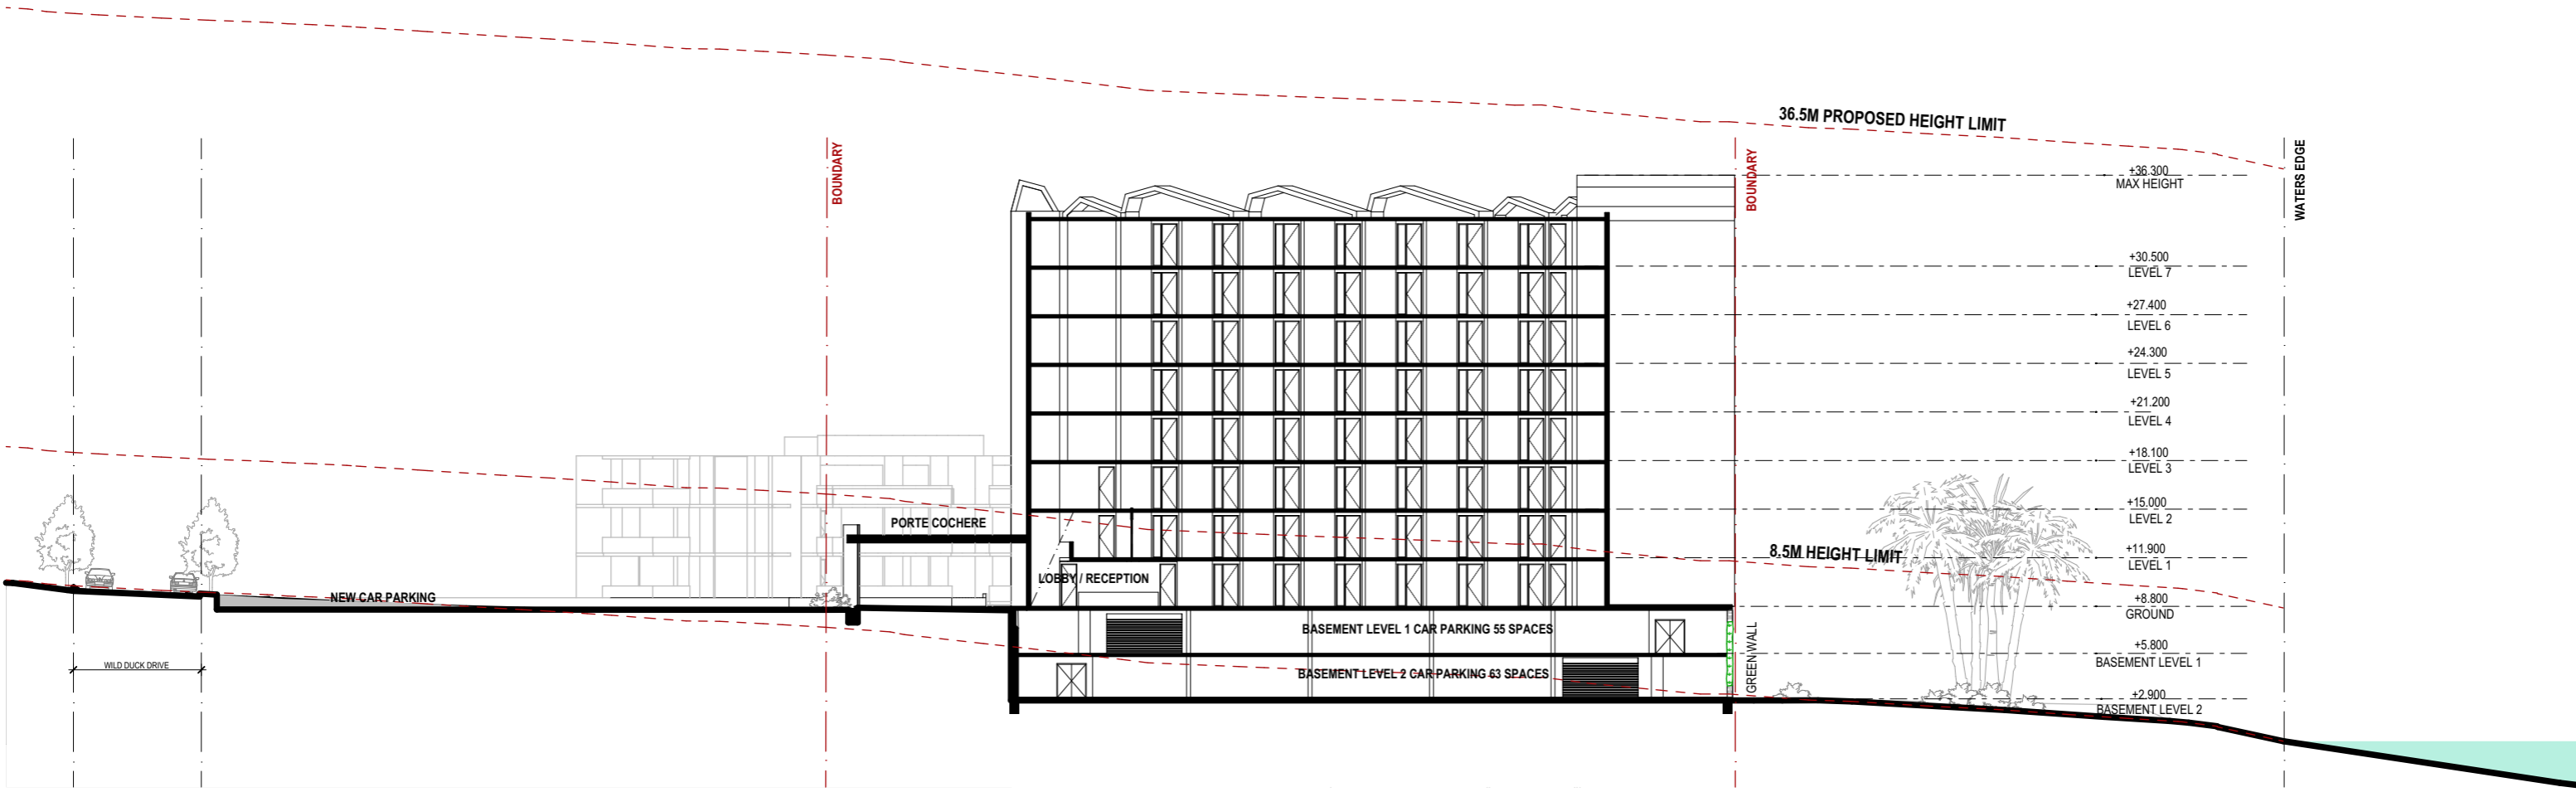 36.5M PROPOSED HEIGHT LIMIT
BOUNDARY
BOUNDARY
WATERS EDGE
+36.300
MAX HEIGHT
+30.500
LEVEL 7
+27.400
LEVEL 6
+24.300
LEVEL 5
+21.200
LEVEL 4
+18.100
LEVEL 3
+15.000
LEVEL 2
PORTE COCHERE
8.5M HEIGHT LIMIT
+11.900
LEVEL 1
LOBBY / RECEPTION
NEW CAR PARKING
+8.800
GROUND
BASEMENT LEVEL 1 CAR PARKING 55 SPACES
GREEN WALL
+5.800
BASEMENT LEVEL 1
WILD DUCK DRIVE
BASEMENT LEVEL 2 CAR PARKING 63 SPACES
+2.900
BASEMENT LEVEL 2